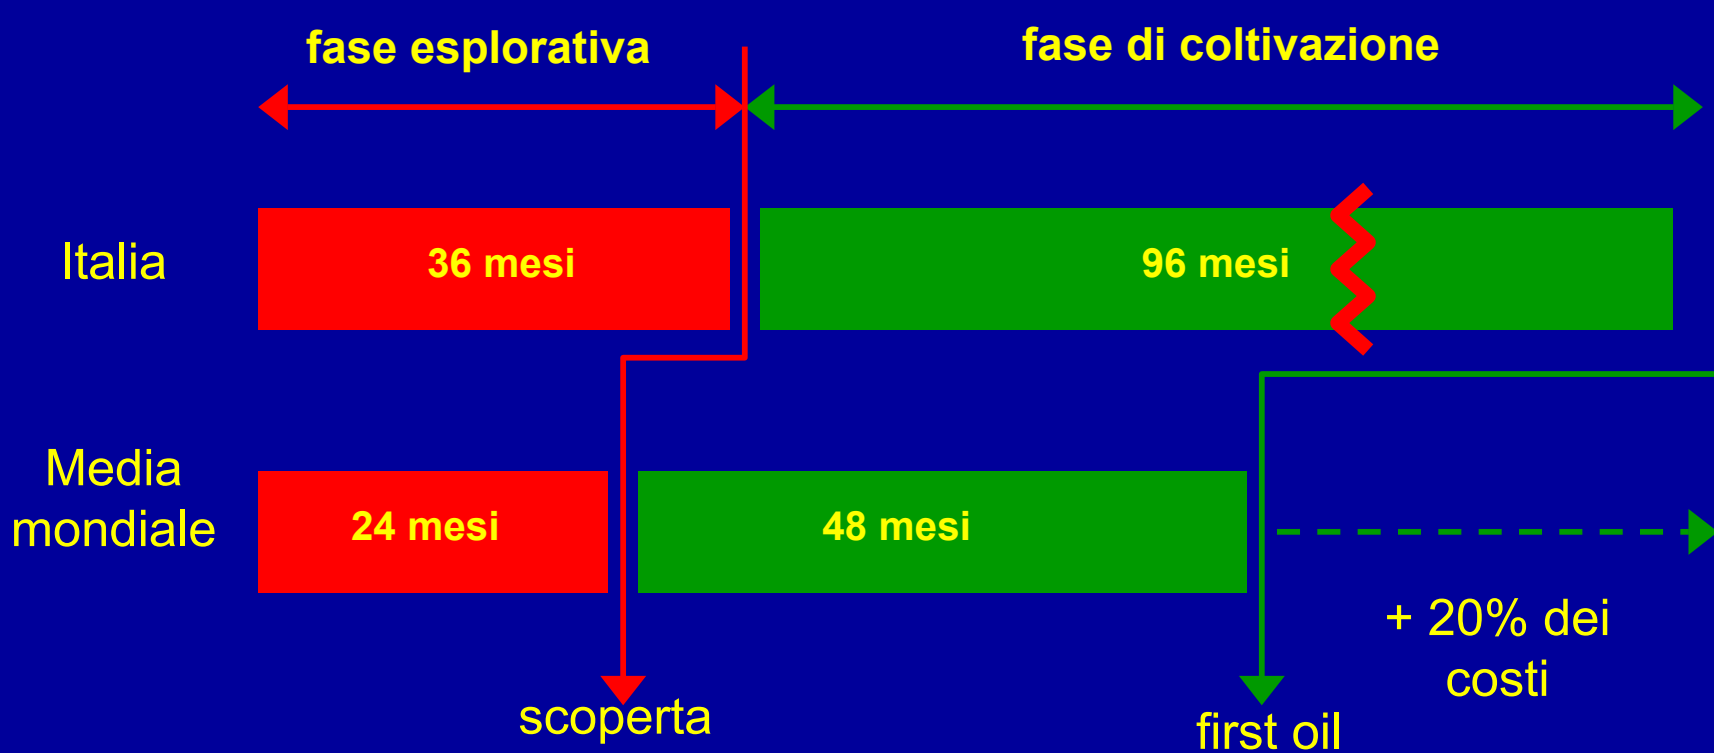 fase esplorativa
fase di coltivazione
Italia
36 mesi
96 mesi
Media
mondiale
24 mesi
48 mesi
+ 20% dei
costi
scoperta
first oil